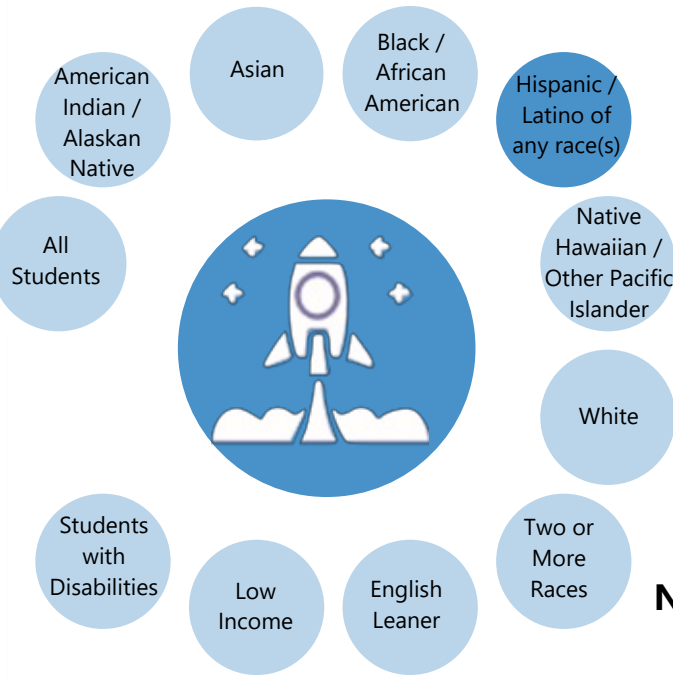 All
Students
American
Indian /
Alaskan
Native
Asian
Black /
African
American
Hispanic /
Latino of
any race(s)
Native
Hawaiian /
Other Pacific
Islander
White
Two or
More
Races
English
Leaner
Low
Income
Students
with
Disabilities
N